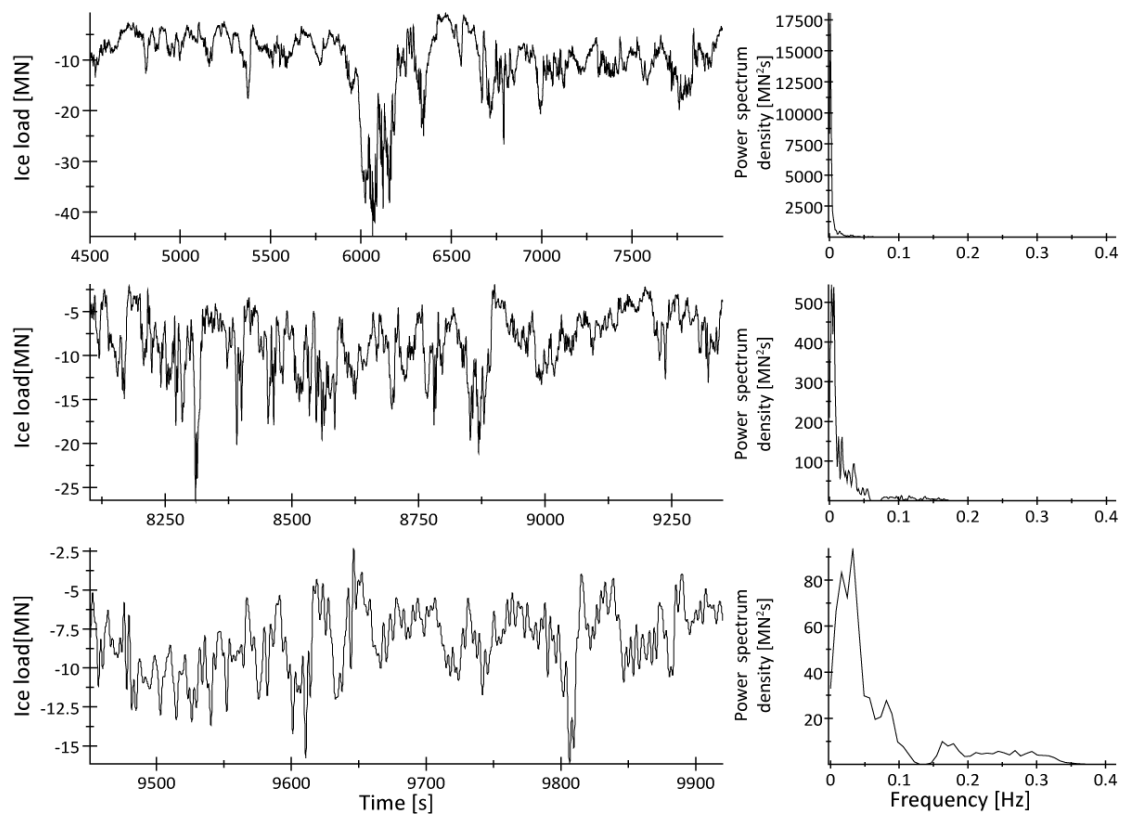 Ice load [MN]
-10
-20
-30
-40
4500 5000 5500 6000 6500 7000 7500
Power spectrum
density [MN²s]
17500
15000
12500
10000
7500
5000
2500
0 0.1 0.2 0.3 0.4
Ice load[MN]
-5
-10
-15
-20
-25
8250 8500 8750 9000 9250
Power spectrum
density [MN²s]
500
400
300
200
100
0 0.1 0.2 0.3 0.4
Ice load[MN]
-2.5
-5
-7.5
-10
-12.5
-15
9500 9600 9700 9800 9900
Time [s]
Power spectrum
density [MN²s]
80
60
40
20
0 0.1 0.2 0.3 0.4
Frequency [Hz]